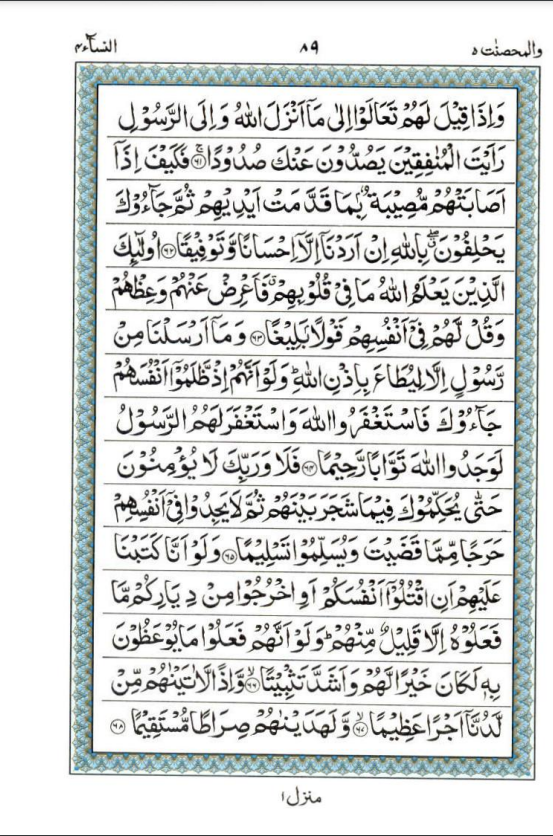 والمحصنٰت ۵ ۸۹ النسآء ۴
وَاِذَا قِيْلَ لَهُمْ تَعَالَوْا اِلٰى مَآ اَنْزَلَ اللّٰهُ وَاِلَى الرَّسُوْلِ
رَاَيْتَ الْمُنٰفِقِيْنَ يَصُدُّوْنَ عَنْكَ صُدُوْدًا ۚ‏﴿۶۱﴾ فَكَيْفَ اِذَآ
اَصَابَتْهُمْ مُّصِيْبَةٌ ۢ بِمَا قَدَّمَتْ اَيْدِيْهِمْ ثُمَّ جَآءُوْكَ
يَحْلِفُوْنَ ۖ بِاللّٰهِ اِنْ اَرَدْنَآ اِلَّاۤ اِحْسَانًا وَّتَوْفِيْقًا ﴿۶۲﴾ اُولٰٓئِكَ
الَّذِيْنَ يَعْلَمُ اللّٰهُ مَا فِيْ قُلُوْبِهِمْ ۗ فَاَعْرِضْ عَنْهُمْ وَعِظْهُمْ
وَقُلْ لَّهُمْ فِيْٓ اَنْفُسِهِمْ قَوْلًا ۢ بَلِيْغًا ﴿۶۳﴾ وَمَآ اَرْسَلْنَا مِنْ
رَّسُوْلٍ اِلَّا لِيُطَاعَ بِاِذْنِ اللّٰهِ ؕ وَلَوْ اَنَّهُمْ اِذْ ظَّلَمُوْٓا اَنْفُسَهُمْ
جَآءُوْكَ فَاسْتَغْفَرُوا اللّٰهَ وَاسْتَغْفَرَ لَهُمُ الرَّسُوْلُ
لَوَجَدُوا اللّٰهَ تَوَّابًا رَّحِيْمًا ﴿۶۴﴾ فَلَا وَرَبِّكَ لَا يُؤْمِنُوْنَ
حَتّٰى يُحَكِّمُوْكَ فِيْمَا شَجَرَ بَيْنَهُمْ ثُمَّ لَا يَجِدُوْا فِيْٓ اَنْفُسِهِمْ
حَرَجًا مِّمَّا قَضَيْتَ وَيُسَلِّمُوْا تَسْلِيْمًا ﴿۶۵﴾ وَلَوْ اَنَّا كَتَبْنَا
عَلَيْهِمْ اَنِ اقْتُلُوْٓا اَنْفُسَكُمْ اَوِ اخْرُجُوْا مِنْ دِيَارِكُمْ مَّا
فَعَلُوْهُ اِلَّا قَلِيْلٌ مِّنْهُمْ ؕ وَلَوْ اَنَّهُمْ فَعَلُوْا مَا يُوْعَظُوْنَ
بِهٖ لَكَانَ خَيْرًا لَّهُمْ وَاَشَدَّ تَثْبِيْتًا ۙ﴿۶۶﴾ وَّاِذًا لَّاٰتَيْنٰهُمْ مِّنْ
لَّدُنَّآ اَجْرًا عَظِيْمًا ۙ﴿۶۷﴾ وَّلَهَدَيْنٰهُمْ صِرَاطًا مُّسْتَقِيْمًا ﴿۶۸﴾
منزل ۱